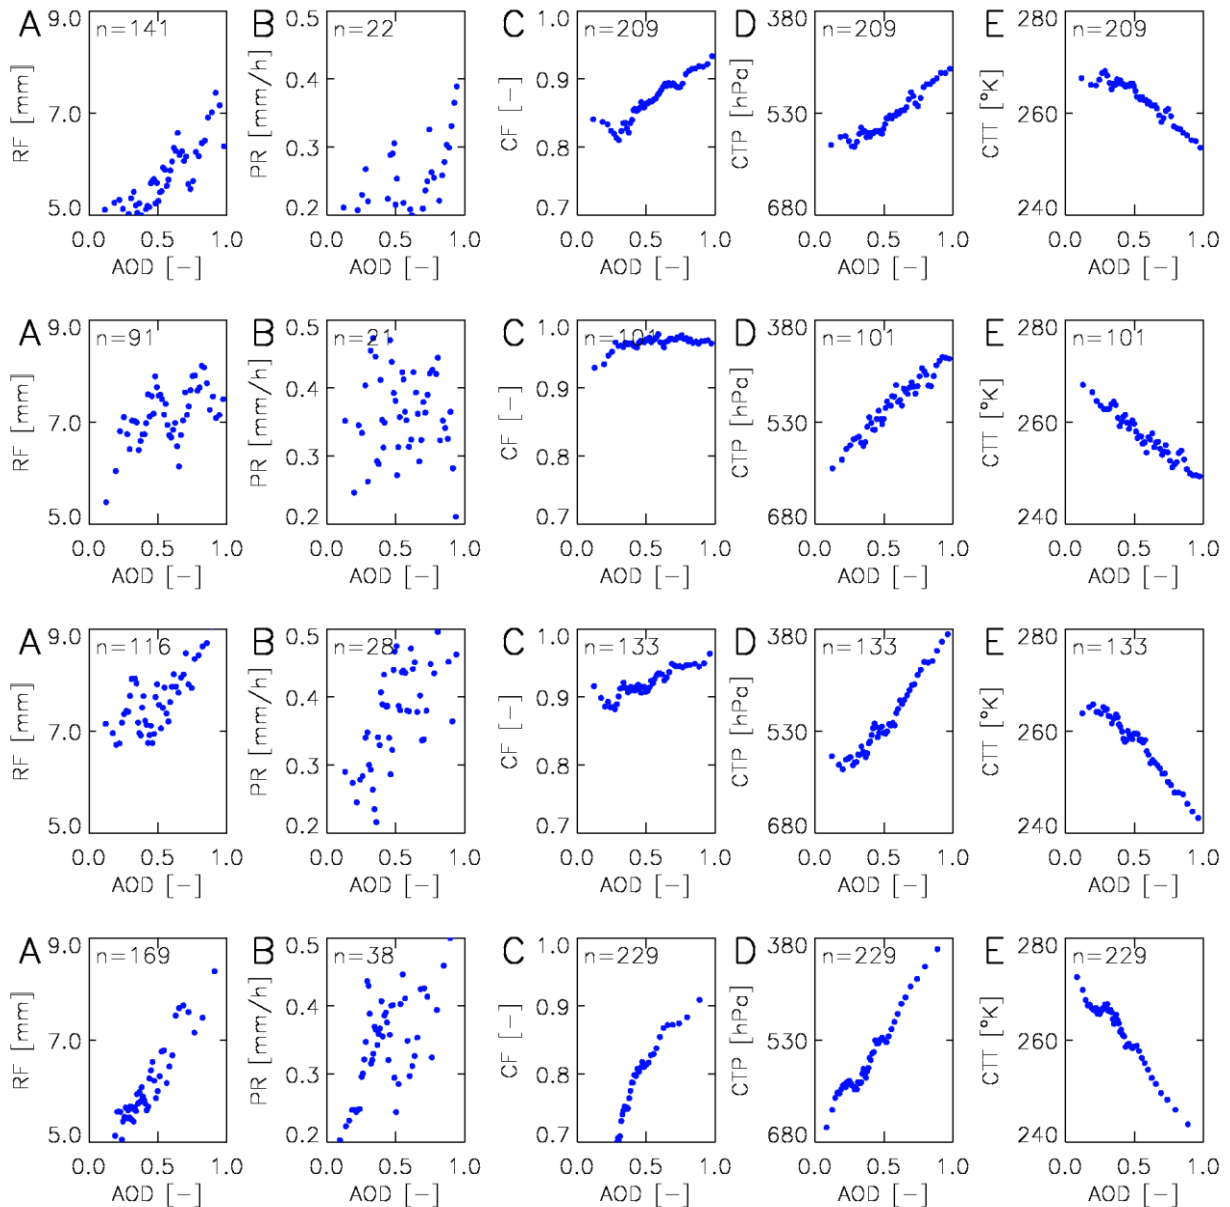 A 9.0 n=141 7.0 5.0 RF [mm] 0.0 0.5 1.0 AOD [−]
B 0.5 n=22 0.4 0.3 0.2 PR [mm/h] 0.0 0.5 1.0 AOD [−]
C 1.0 n=209 0.9 0.8 0.7 CF [−] 0.0 0.5 1.0 AOD [−]
D 380 n=209 530 680 CTP [hPa] 0.0 0.5 1.0 AOD [−]
E 280 n=209 260 240 CTT [°K] 0.0 0.5 1.0 AOD [−]
A 9.0 n=91 7.0 5.0 RF [mm] 0.0 0.5 1.0 AOD [−]
B 0.5 n=21 0.4 0.3 0.2 PR [mm/h] 0.0 0.5 1.0 AOD [−]
C 1.0 n=101 0.9 0.8 0.7 CF [−] 0.0 0.5 1.0 AOD [−]
D 380 n=101 530 680 CTP [hPa] 0.0 0.5 1.0 AOD [−]
E 280 n=101 260 240 CTT [°K] 0.0 0.5 1.0 AOD [−]
A 9.0 n=116 7.0 5.0 RF [mm] 0.0 0.5 1.0 AOD [−]
B 0.5 n=28 0.4 0.3 0.2 PR [mm/h] 0.0 0.5 1.0 AOD [−]
C 1.0 n=133 0.9 0.8 0.7 CF [−] 0.0 0.5 1.0 AOD [−]
D 380 n=133 530 680 CTP [hPa] 0.0 0.5 1.0 AOD [−]
E 280 n=133 260 240 CTT [°K] 0.0 0.5 1.0 AOD [−]
A 9.0 n=169 7.0 5.0 RF [mm] 0.0 0.5 1.0 AOD [−]
B 0.5 n=38 0.4 0.3 0.2 PR [mm/h] 0.0 0.5 1.0 AOD [−]
C 1.0 n=229 0.9 0.8 0.7 CF [−] 0.0 0.5 1.0 AOD [−]
D 380 n=229 530 680 CTP [hPa] 0.0 0.5 1.0 AOD [−]
E 280 n=229 260 240 CTT [°K] 0.0 0.5 1.0 AOD [−]